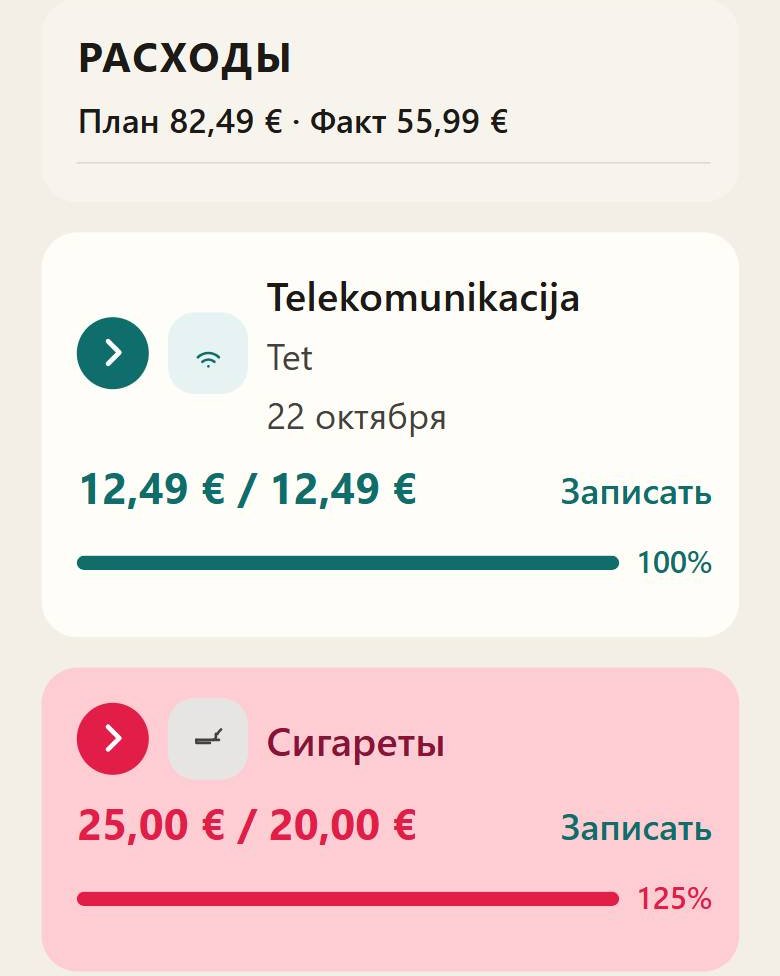 РАСХОДЫ
План 82,49 € · Факт 55,99 €
Telekomunikacija
Tet
22 октября
12,49 € / 12,49 €
Записать
100%
Сигареты
25,00 € / 20,00 €
Записать
125%